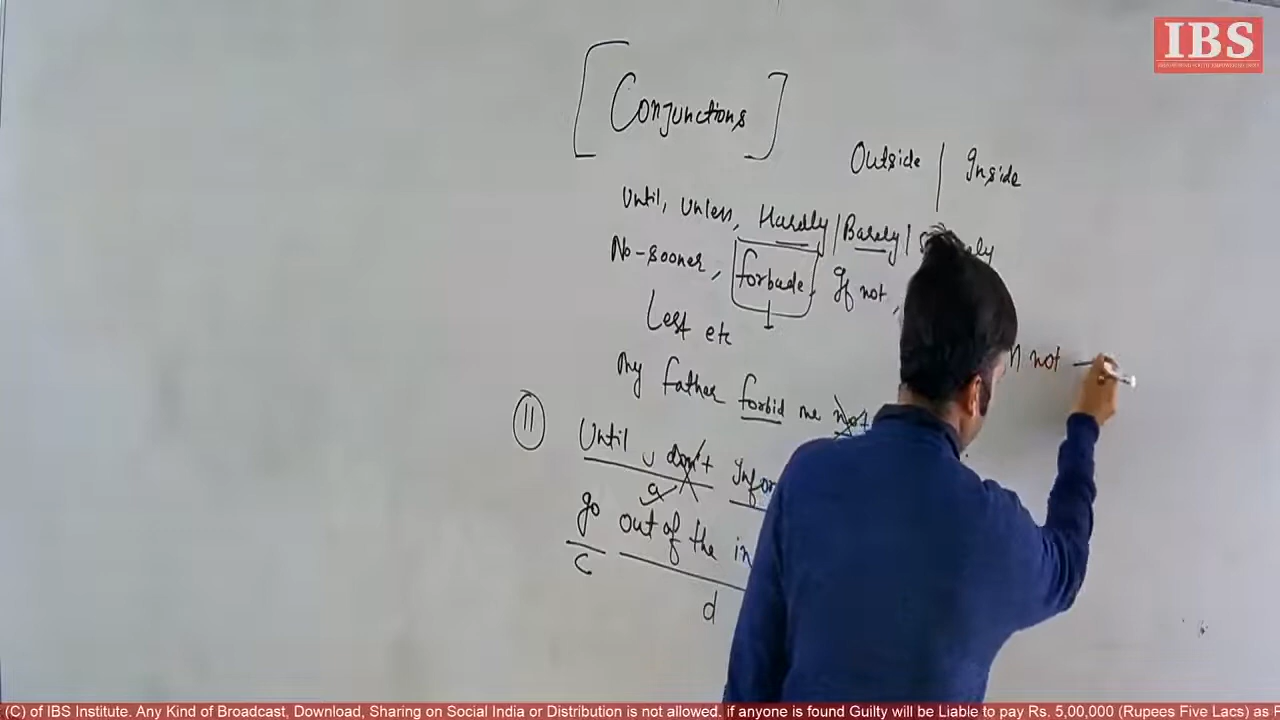 IBS
[Conjunctions]
Outside | Inside
Until, Unless, Hardly | Barely |
No-sooner, forbade, If not,
Lest etc
not
My father forbid me not
11
Until u don't
a
go out of the
c
d
(C) of IBS Institute. Any Kind of Broadcast, Download, Sharing on Social India or Distribution is not allowed. if anyone is found Guilty will be Liable to pay Rs. 5,00,000 (Rupees Five Lacs) as